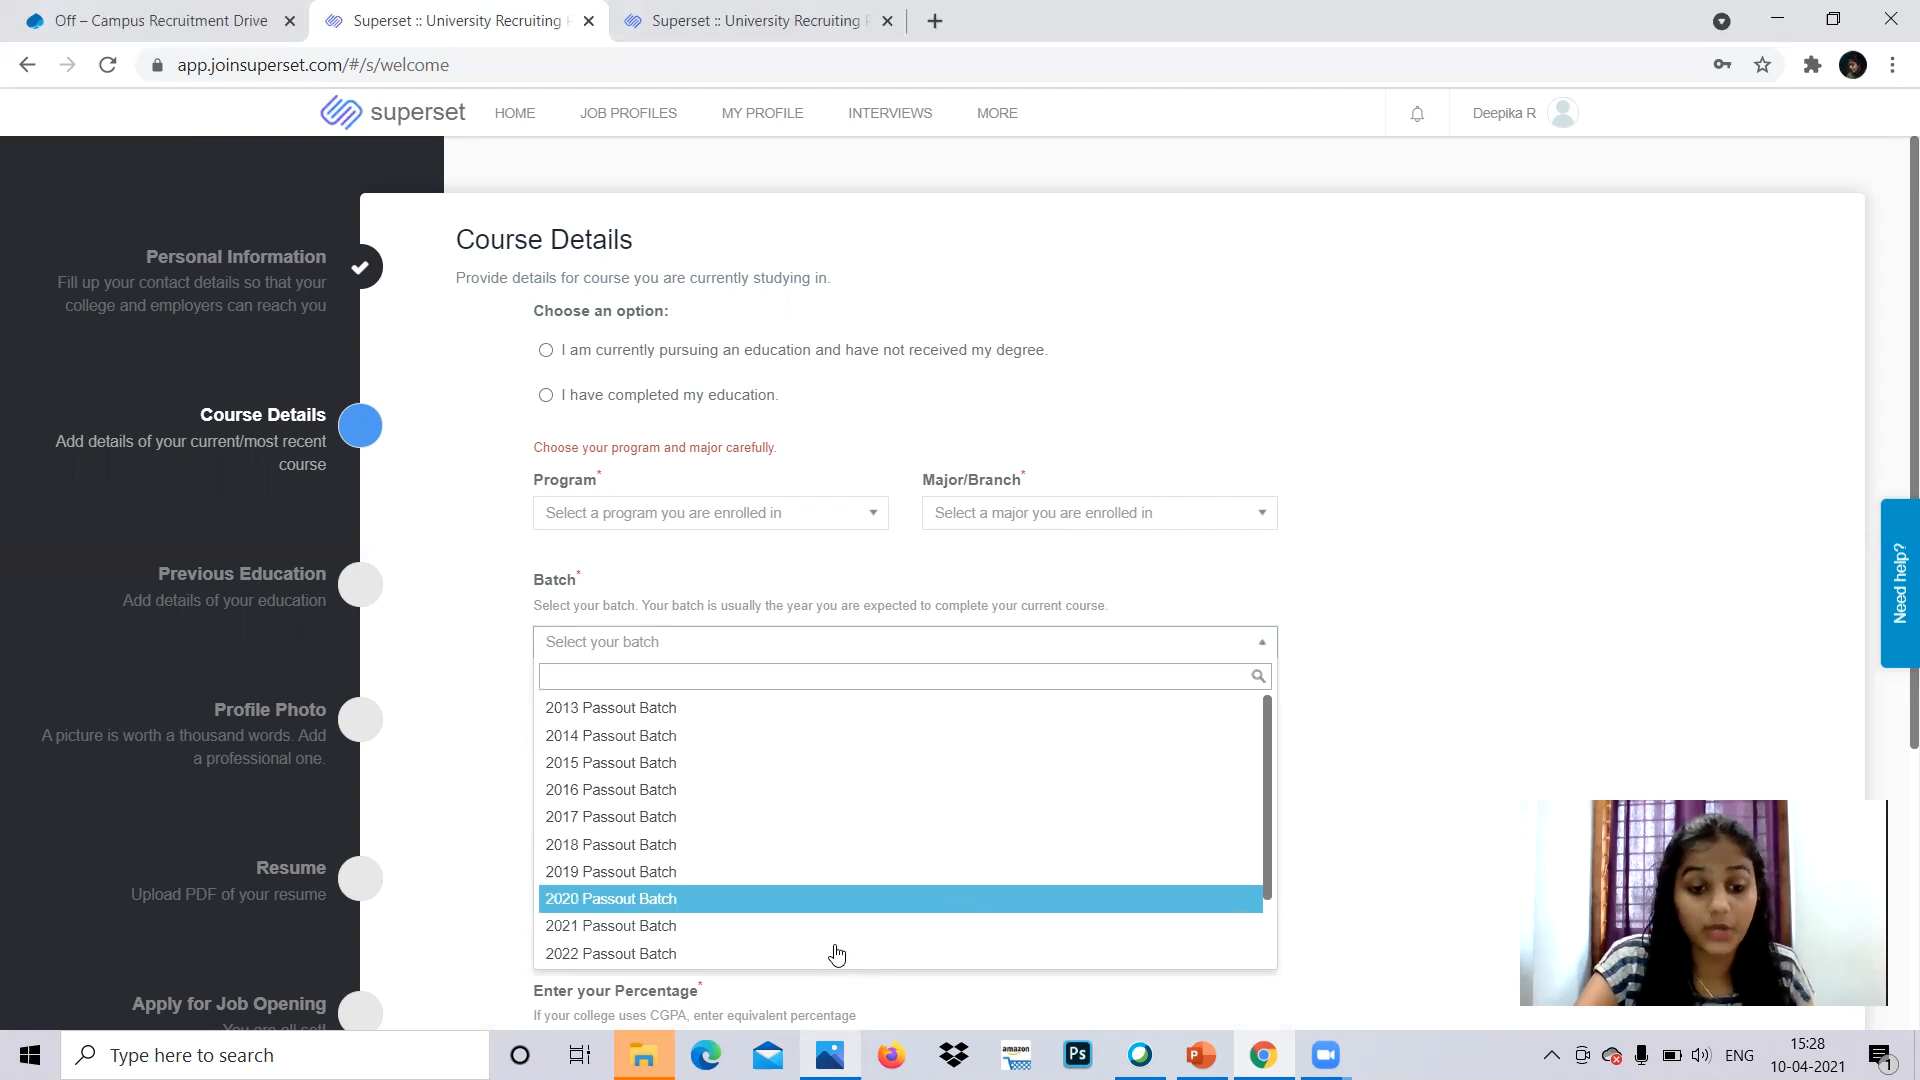 Off – Campus Recruitment Drive
Superset :: University Recruiting
Superset :: University Recruiting
app.joinsuperset.com/#/s/welcome
superset
HOME
JOB PROFILES
MY PROFILE
INTERVIEWS
MORE
Deepika R
Personal Information
Fill up your contact details so that your
college and employers can reach you
Course Details
Add details of your current/most recent
course
Previous Education
Add details of your education
Profile Photo
A picture is worth a thousand words. Add
a professional one.
Resume
Upload PDF of your resume
Apply for Job Opening
You are all set!
Course Details
Provide details for course you are currently studying in.
Choose an option:
I am currently pursuing an education and have not received my degree.
I have completed my education.
Choose your program and major carefully.
Program*
Major/Branch*
Select a program you are enrolled in
Select a major you are enrolled in
Batch*
Select your batch. Your batch is usually the year you are expected to complete your current course.
Select your batch
2013 Passout Batch
2014 Passout Batch
2015 Passout Batch
2016 Passout Batch
2017 Passout Batch
2018 Passout Batch
2019 Passout Batch
2020 Passout Batch
2021 Passout Batch
2022 Passout Batch
Enter your Percentage*
If your college uses CGPA, enter equivalent percentage
Need help?
Type here to search
amazon
Ps
ENG
15:28
10-04-2021
1